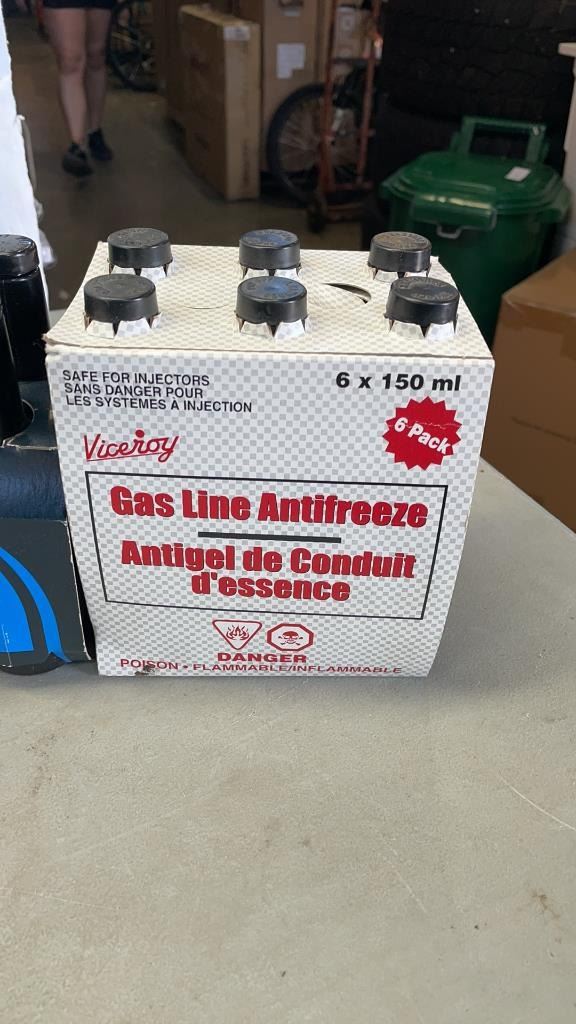 SAFE FOR INJECTORS
SANS DANGER POUR
LES SYSTEMES À INJECTION
6 x 150 ml
6 Pack
Viceroy
Gas Line Antifreeze
Antigel de Conduit
d'essence
DANGER
POISON • FLAMMABLE/INFLAMMABLE